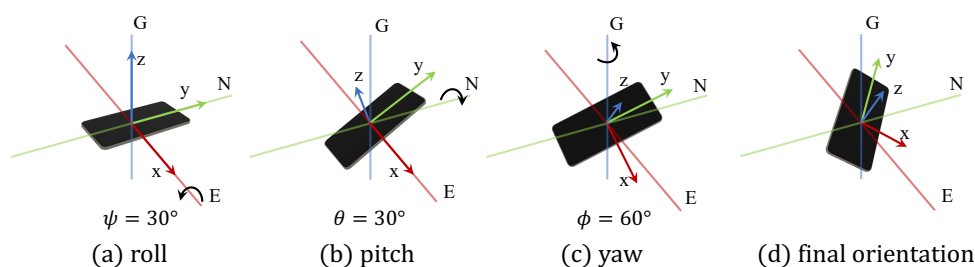 G
z
y
N
x
E
ψ = 30°
(a) roll
G
z
y
N
x
E
θ = 30°
(b) pitch
G
z
y
N
x
E
ϕ = 60°
(c) yaw
G
y
z
N
x
E
(d) final orientation